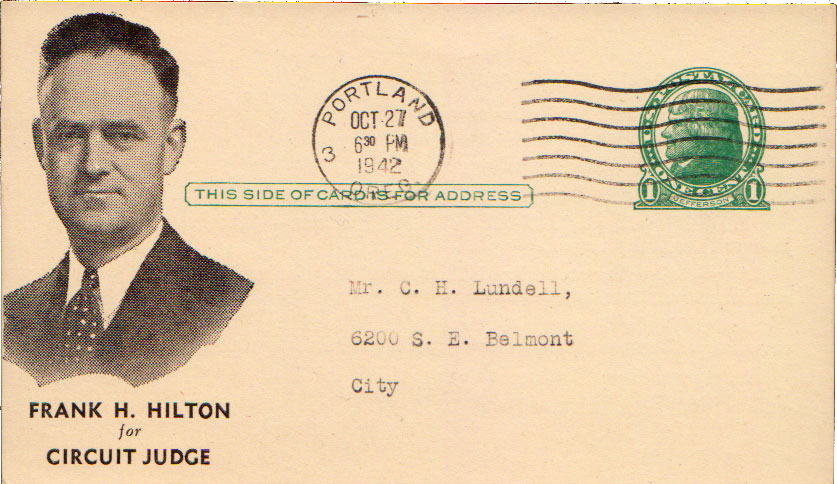 PORTLAND
OCT 27
6 30 PM
1942
3
OREG.
THIS SIDE OF CARD IS FOR ADDRESS
1 JEFFERSON 1
Mr. C. H. Lundell,
6200 S. E. Belmont
City
FRANK H. HILTON
for
CIRCUIT JUDGE